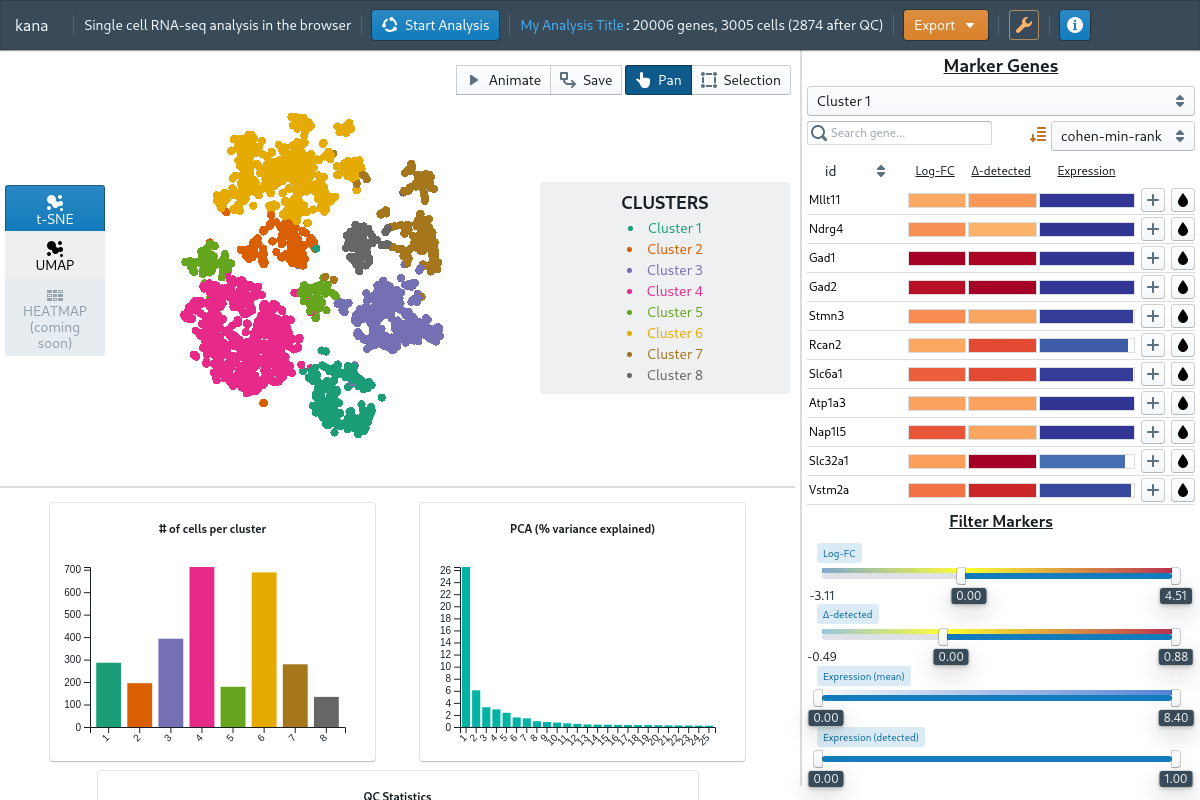 kana
Single cell RNA-seq analysis in the browser
Start Analysis
My Analysis Title : 20006 genes, 3005 cells (2874 after QC)
Export
Animate
Save
Pan
Selection
t-SNE
UMAP
HEATMAP
(coming
soon)
CLUSTERS
Cluster 1
Cluster 2
Cluster 3
Cluster 4
Cluster 5
Cluster 6
Cluster 7
Cluster 8
# of cells per cluster
700
600
500
400
300
200
100
0
1 2 3 4 5 6 7 8
PCA (% variance explained)
26
24
22
20
18
16
14
12
10
8
6
4
2
0
1 2 3 4 5 6 7 8 9 10 11 12 13 14 15 16 17 18 19 20 21 22 23 24 25
QC Statistics
Marker Genes
Cluster 1
Search gene...
cohen-min-rank
id Log-FC Δ-detected Expression
Mllt11
Ndrg4
Gad1
Gad2
Stmn3
Rcan2
Slc6a1
Atp1a3
Nap1l5
Slc32a1
Vstm2a
Filter Markers
Log-FC
-3.11 0.00 4.51
Δ-detected
-0.49 0.00 0.88
Expression (mean)
0.00 8.40
Expression (detected)
0.00 1.00